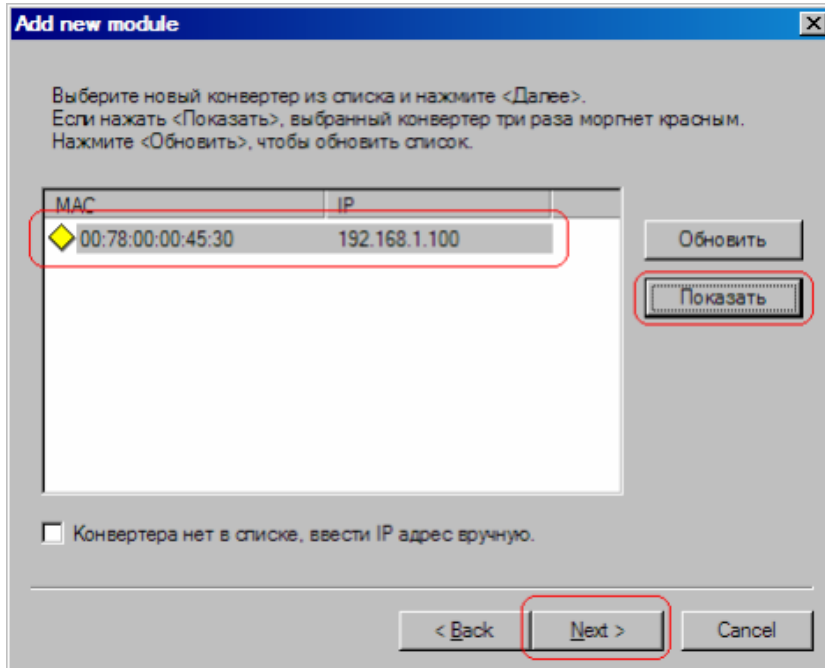 Add new module
Выберите новый конвертер из списка и нажмите <Далее>.
Если нажать <Показать>, выбранный конвертер три раза моргнет красным.
Нажмите <Обновить>, чтобы обновить список.
MAC IP
00:78:00:00:45:30 192.168.1.100
Обновить
Показать
Конвертера нет в списке, ввести IP адрес вручную.
< Back Next > Cancel